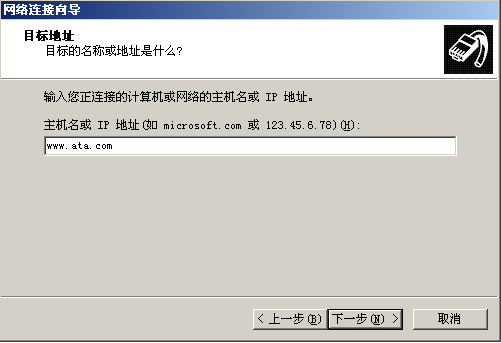 网络连接向导
目标地址
目标的名称或地址是什么?
输入您正连接的计算机或网络的主机名或 IP 地址。
主机名或 IP 地址(如 microsoft.com 或 123.45.6.78)(H):
www.ata.com
< 上一步(B) 下一步(N) > 取消